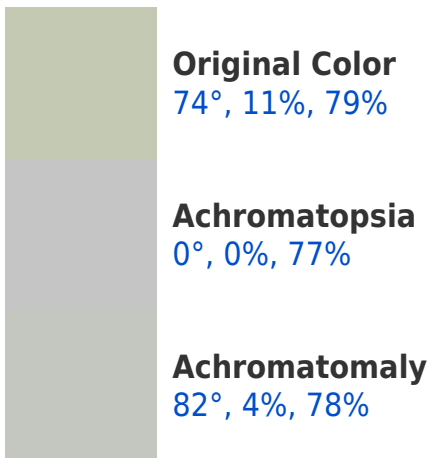 Original Color
74°, 11%, 79%
Achromatopsia
0°, 0%, 77%
Achromatomaly
82°, 4%, 78%